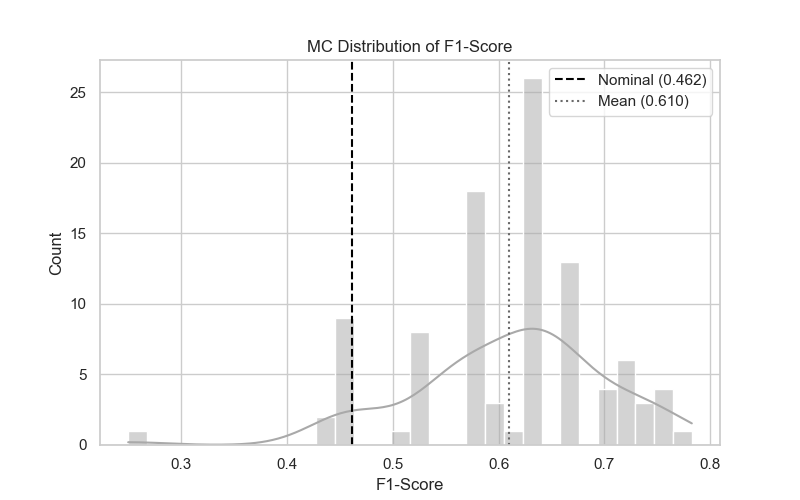 MC Distribution of F1-Score
Nominal (0.462)
Mean (0.610)
Count
25
20
15
10
5
0
0.3 0.4 0.5 0.6 0.7 0.8
F1-Score